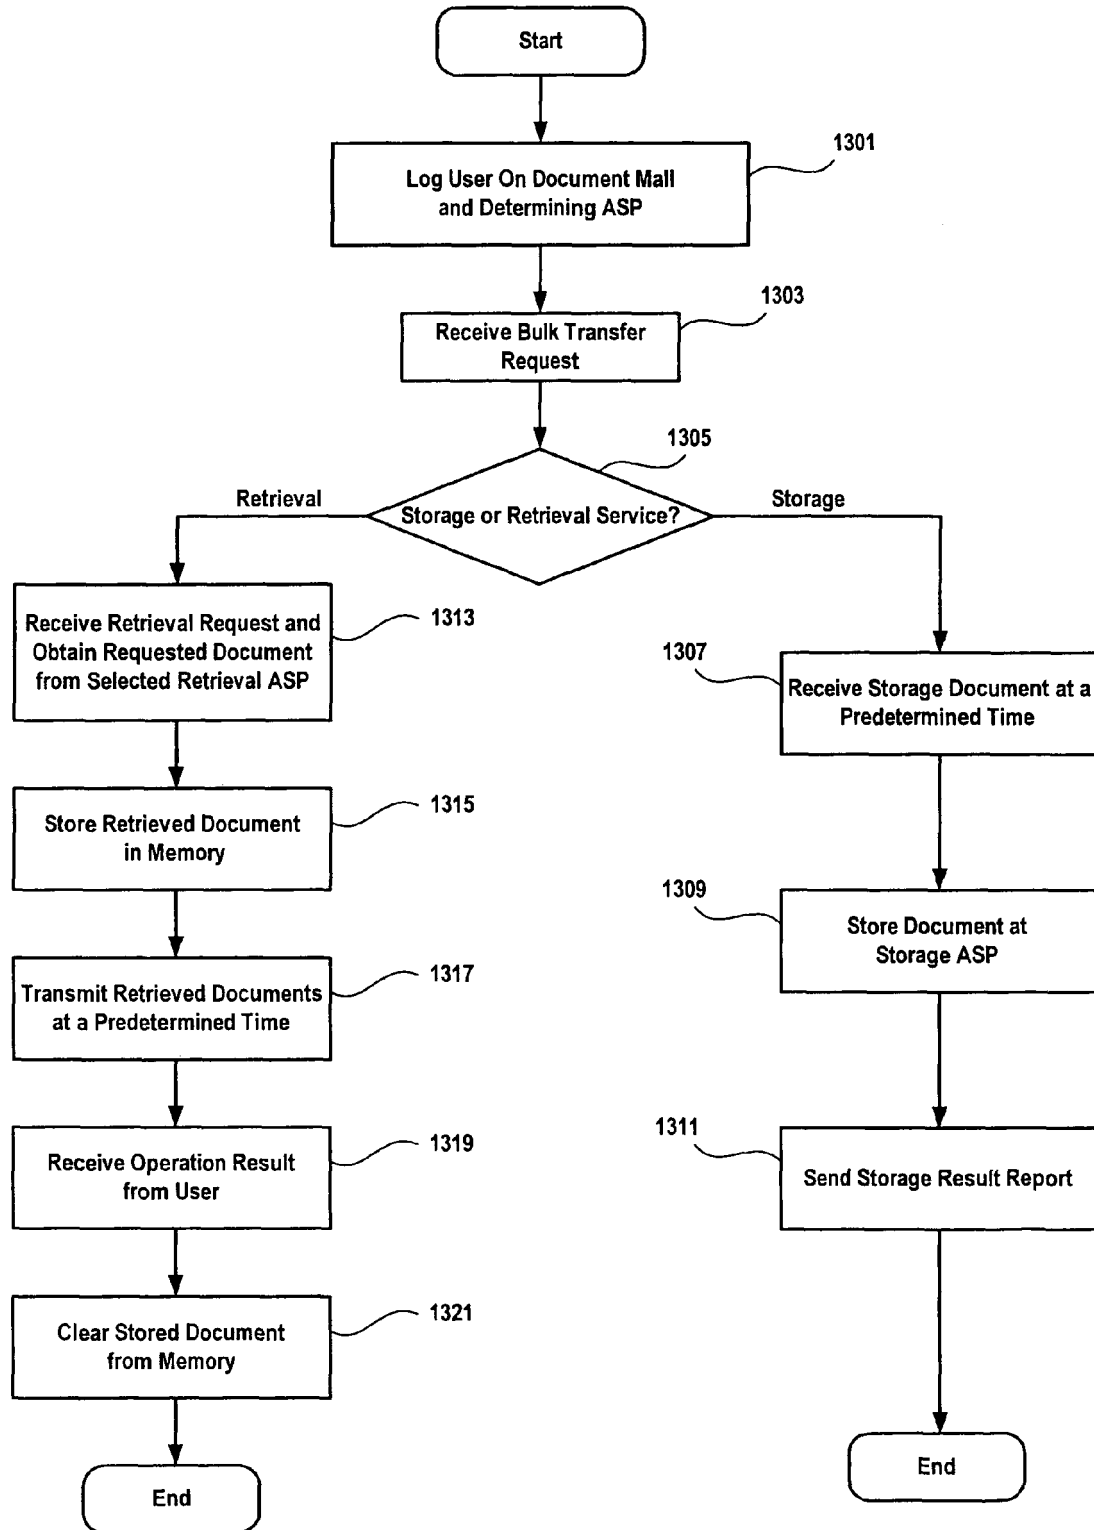 Start
1301
Log User On Document Mall
and Determining ASP
1303
Receive Bulk Transfer
Request
1305
Retrieval
Storage or Retrieval Service?
Storage
Receive Retrieval Request and
Obtain Requested Document
from Selected Retrieval ASP
1313
1307
Receive Storage Document at a
Predetermined Time
Store Retrieved Document
in Memory
1315
1309
Store Document at
Storage ASP
Transmit Retrieved Documents
at a Predetermined Time
1317
1311
Send Storage Result Report
Receive Operation Result
from User
1319
Clear Stored Document
from Memory
1321
End
End